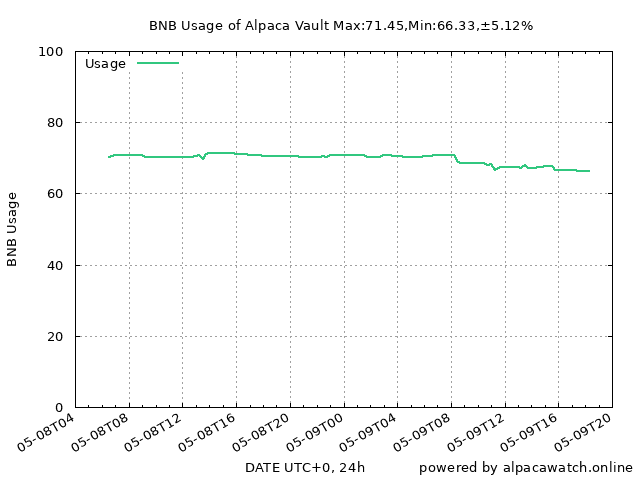 BNB Usage of Alpaca Vault Max:71.45,Min:66.33,±5.12%
Usage
100
80
60
40
20
0
BNB Usage
05-08T04
05-08T08
05-08T12
05-08T16
05-08T20
05-09T00
05-09T04
05-09T08
05-09T12
05-09T16
05-09T20
DATE UTC+0, 24h
powered by alpacawatch.online